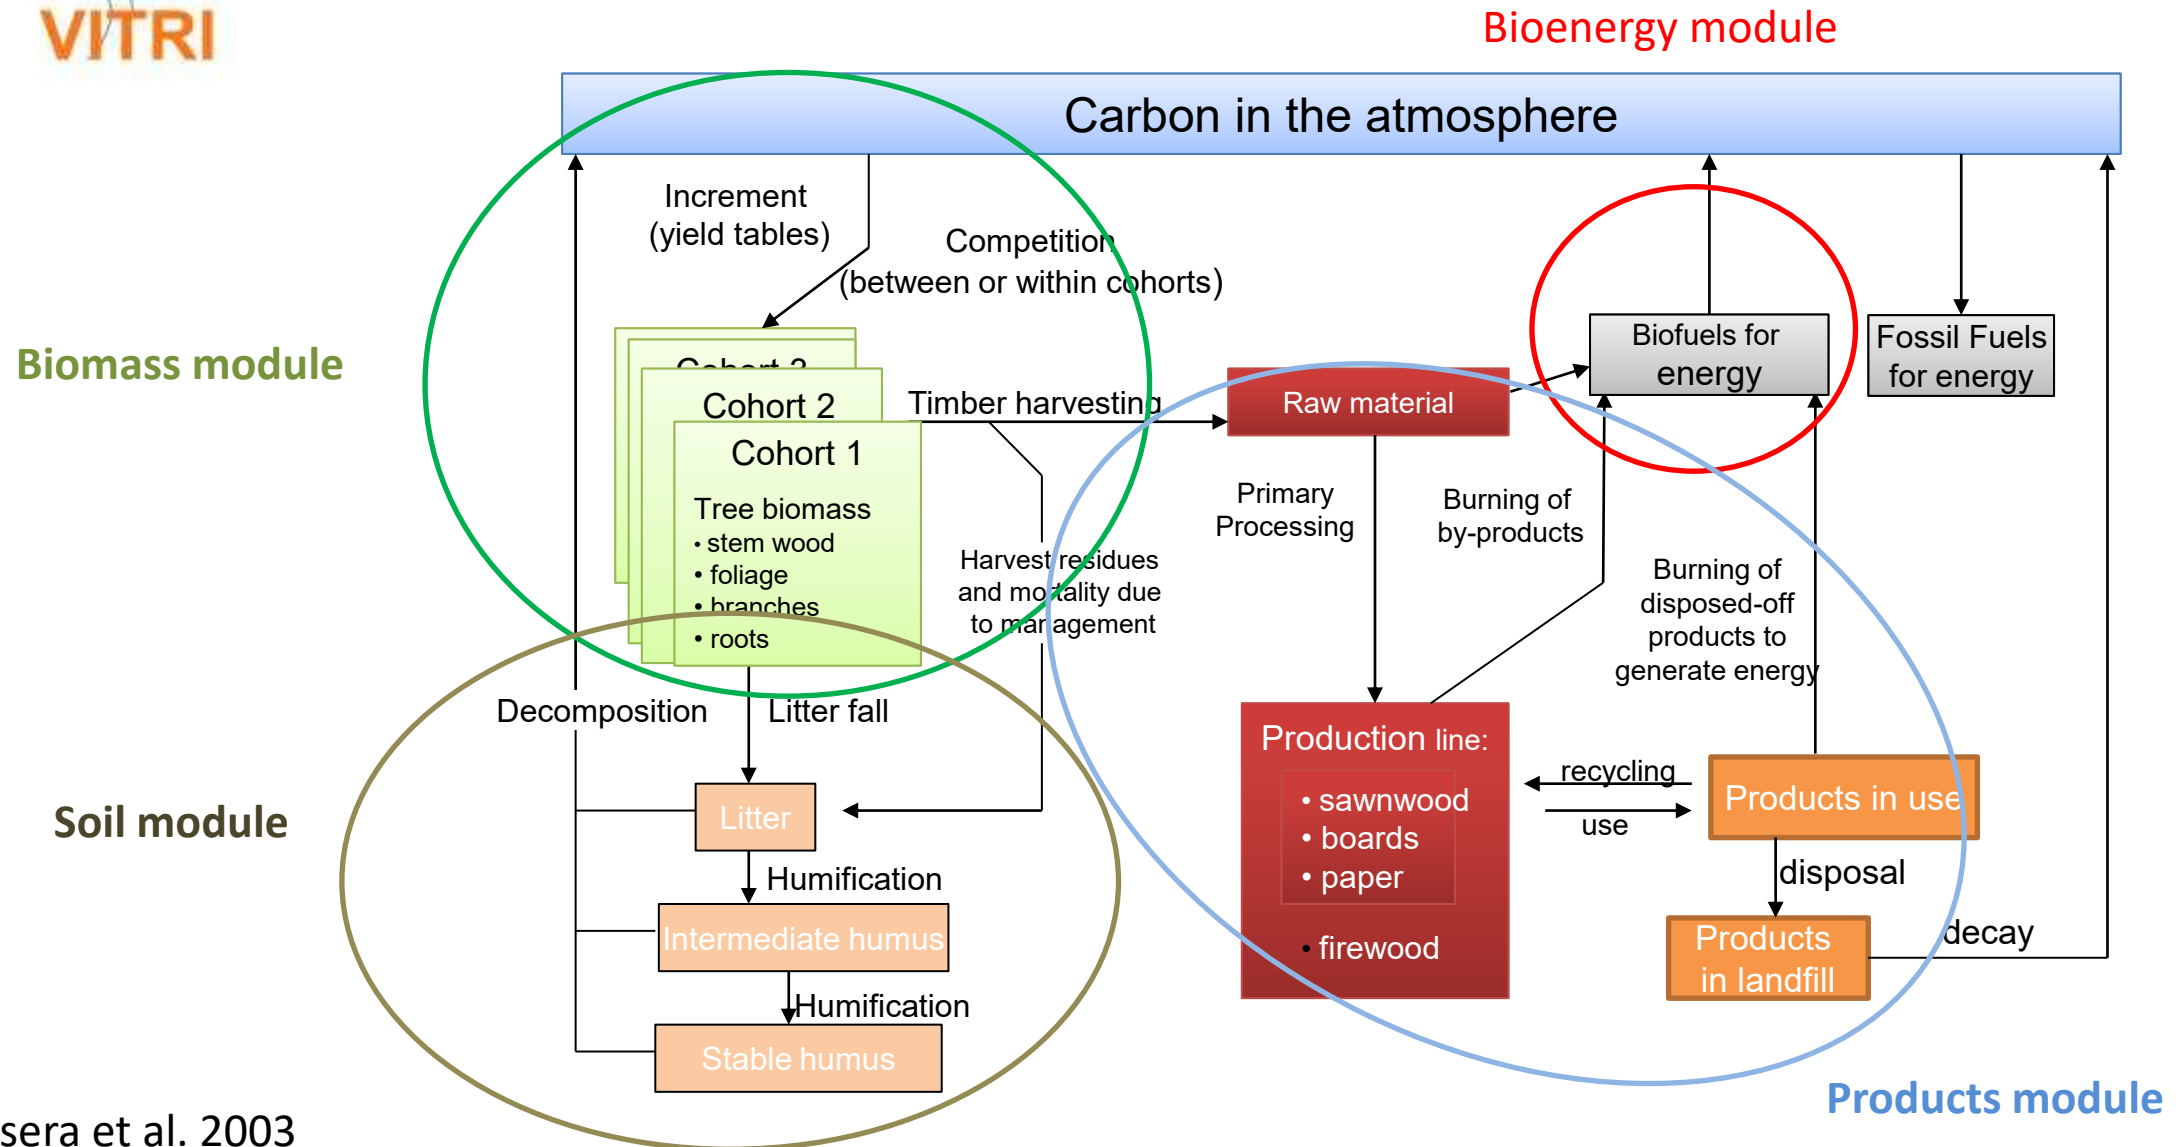 VITRI
Bioenergy module
Carbon in the atmosphere
Increment
(yield tables)
Competition
(between or within cohorts)
Biomass module
Cohort 3
Cohort 2
Cohort 1
Tree biomass
• stem wood
• foliage
• branches
• roots
Timber harvesting
Harvest residues
and mortality due
to management
Raw material
Biofuels for
energy
Fossil Fuels
for energy
Primary
Processing
Burning of
by-products
Burning of
disposed-off
products to
generate energy
Decomposition
Litter fall
Soil module
Litter
Humification
Intermediate humus
Humification
Stable humus
Production line:
• sawnwood
• boards
• paper
• firewood
recycling
use
Products in use
disposal
Products
in landfill
decay
Products module
sera et al. 2003